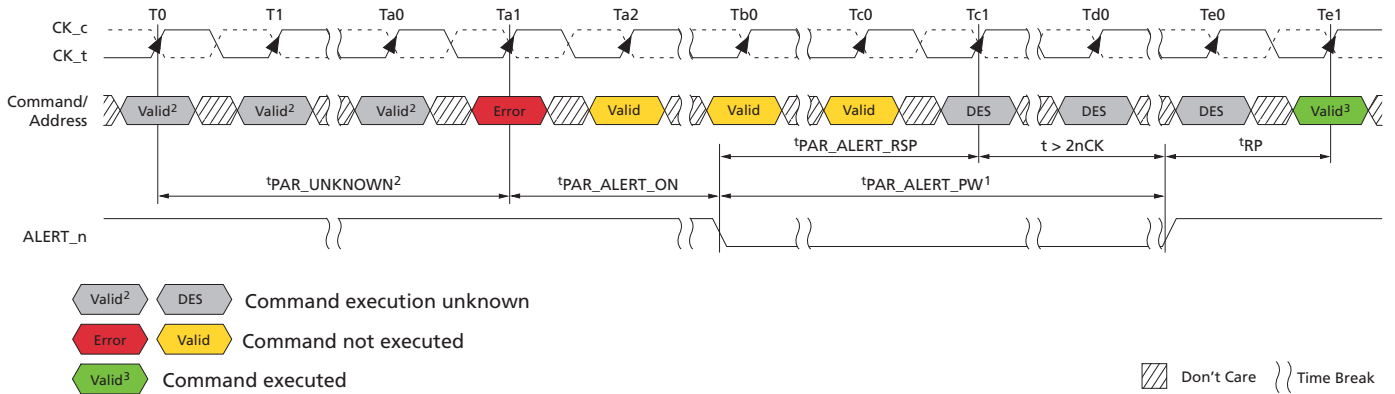 T0 T1 Ta0 Ta1 Ta2 Tb0 Tc0 Tc1 Td0 Te0 Te1
CK_c
CK_t
Command/
Address
Valid² Valid² Valid² Error Valid Valid Valid DES DES DES Valid³
tPAR_ALERT_RSP t > 2nCK tRP
tPAR_UNKNOWN² tPAR_ALERT_ON tPAR_ALERT_PW¹
ALERT_n
Valid² DES Command execution unknown
Error Valid Command not executed
Valid³ Command executed
Don't Care Time Break